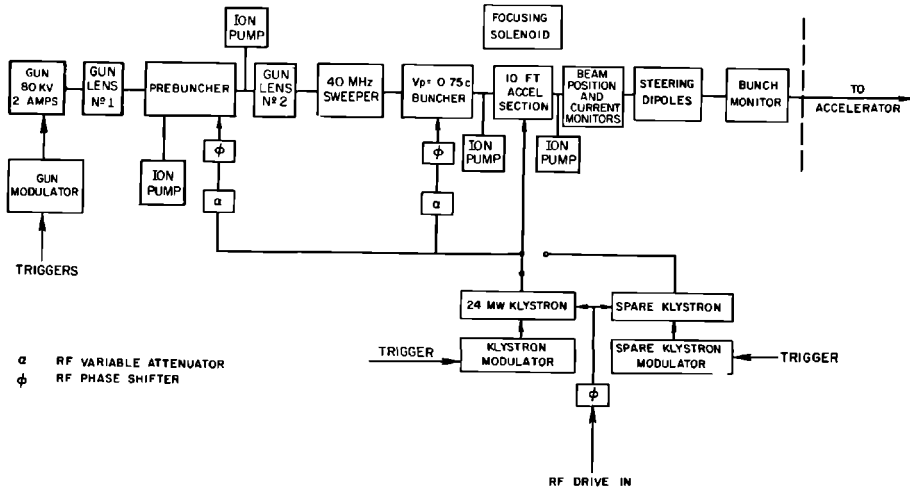 FOCUSING
SOLENOID
ION
PUMP
GUN
80 KV
2 AMPS
GUN
LENS
Nº 1
PREBUNCHER
GUN
LENS
Nº 2
40 MHz
SWEEPER
Vp= 0 75c
BUNCHER
10 FT
ACCEL
SECTION
BEAM
POSITION
AND
CURRENT
MONITORS
STEERING
DIPOLES
BUNCH
MONITOR
TO
ACCELERATOR
ϕ
ϕ
ION
PUMP
ION
PUMP
ION
PUMP
GUN
MODULATOR
α
α
TRIGGERS
24 MW KLYSTRON
SPARE KLYSTRON
TRIGGER
KLYSTRON
MODULATOR
SPARE KLYSTRON
MODULATOR
TRIGGER
α RF VARIABLE ATTENUATOR
ϕ RF PHASE SHIFTER
ϕ
RF DRIVE IN